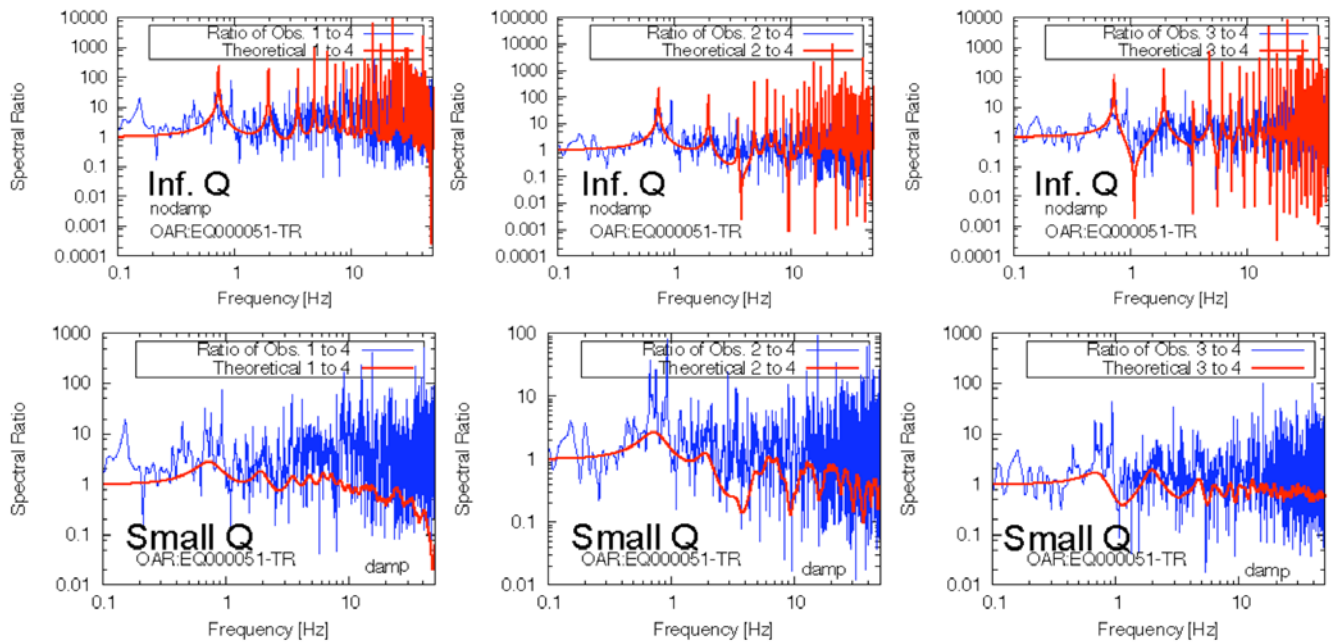 10000
1000
100
10
1
0.1
0.01
0.001
0.0001
Spectral Ratio
Ratio of Obs. 1 to 4
Theoretical 1 to 4
Inf. Q
nodamp
OAR:EQ000051-TR
0.1 1 10
Frequency [Hz]
100000
10000
1000
100
10
1
0.1
0.01
0.001
0.0001
Spectral Ratio
Ratio of Obs. 2 to 4
Theoretical 2 to 4
Inf. Q
nodamp
OAR:EQ000051-TR
0.1 1 10
Frequency [Hz]
10000
1000
100
10
1
0.1
0.01
0.001
0.0001
Spectral Ratio
Ratio of Obs. 3 to 4
Theoretical 3 to 4
Inf. Q
nodamp
OAR:EQ000051-TR
0.1 1 10
Frequency [Hz]
1000
100
10
1
0.1
0.01
Spectral Ratio
Ratio of Obs. 1 to 4
Theoretical 1 to 4
Small Q
OAR:EQ000051-TR
damp
0.1 1 10
Frequency [Hz]
100
10
1
0.1
0.01
Spectral Ratio
Ratio of Obs. 2 to 4
Theoretical 2 to 4
Small Q
OAR:EQ000051-TR
damp
0.1 1 10
Frequency [Hz]
1000
100
10
1
0.1
0.01
Spectral Ratio
Ratio of Obs. 3 to 4
Theoretical 3 to 4
Small Q
OAR:EQ000051-TR
damp
0.1 1 10
Frequency [Hz]